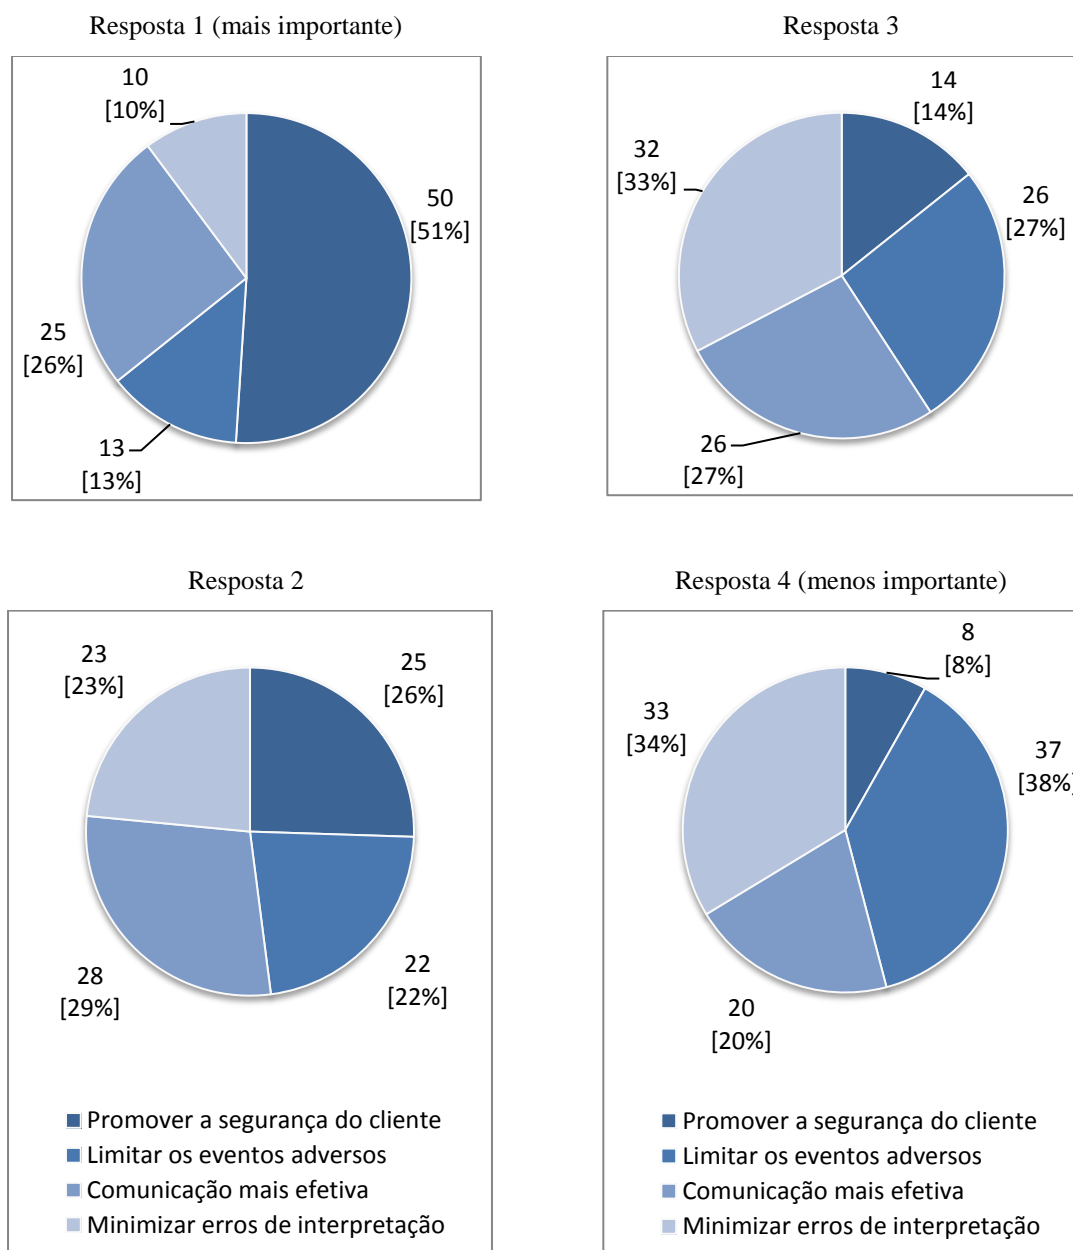 Resposta 1 (mais importante)
10
[10%]
50
[51%]
25
[26%]
13
[13%]
Resposta 3
14
[14%]
32
[33%]
26
[27%]
26
[27%]
Resposta 2
23
[23%]
25
[26%]
28
[29%]
22
[22%]
Promover a segurança do cliente
Limitar os eventos adversos
Comunicação mais efetiva
Minimizar erros de interpretação
Resposta 4 (menos importante)
8
[8%]
33
[34%]
37
[38%]
20
[20%]
Promover a segurança do cliente
Limitar os eventos adversos
Comunicação mais efetiva
Minimizar erros de interpretação